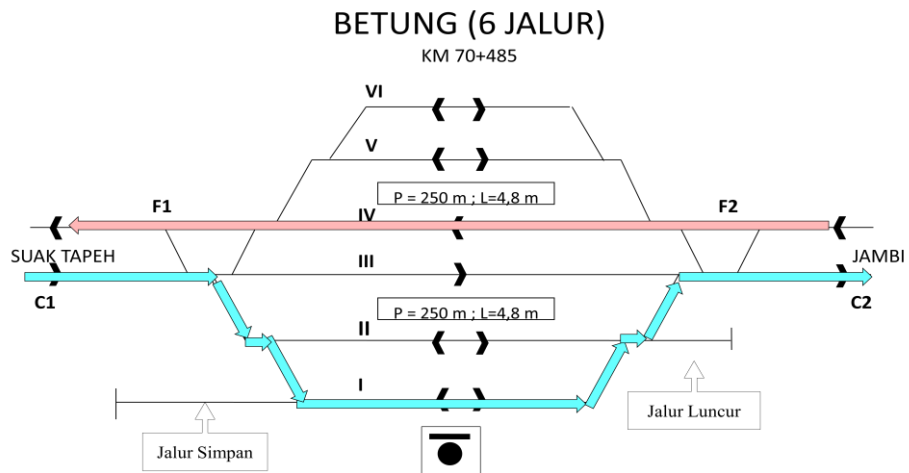 BETUNG (6 JALUR)
KM 70+485
VI
V
P = 250 m ; L=4,8 m
F1
IV
F2
SUAK TAPEH
III
JAMBI
C1
C2
P = 250 m ; L=4,8 m
II
I
Jalur Luncur
Jalur Simpan